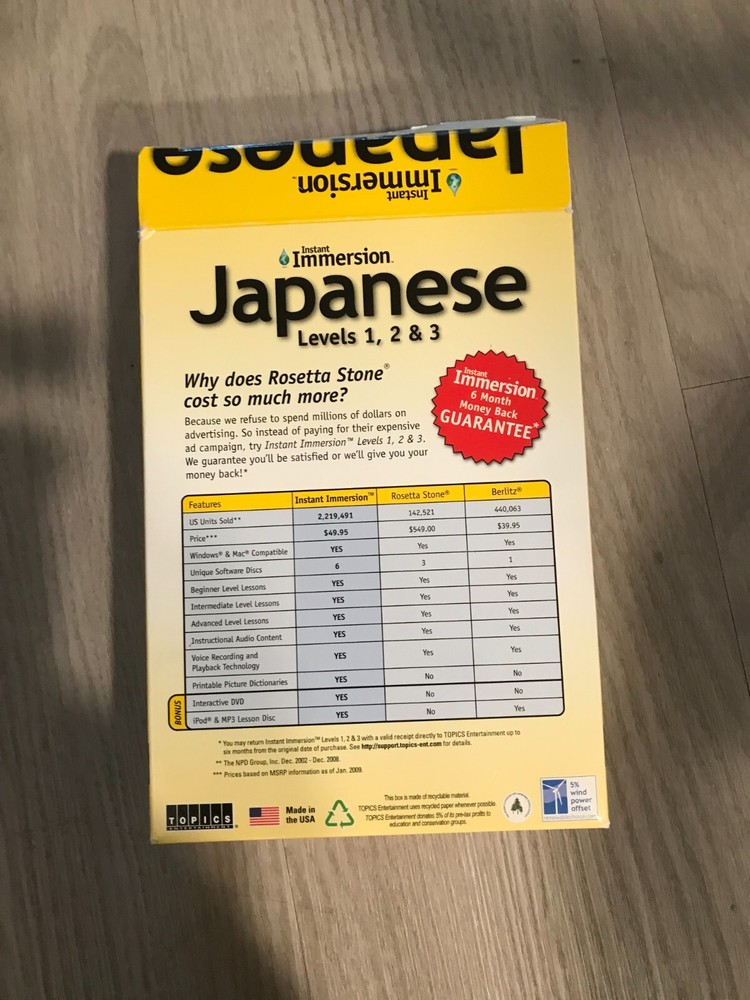 Japanese
Instant
Immersion™
Instant
Immersion™
Japanese
Levels 1, 2 & 3
Why does Rosetta Stone®
cost so much more?
Because we refuse to spend millions of dollars on
advertising. So instead of paying for their expensive
ad campaign, try Instant Immersion™ Levels 1, 2 & 3.
We guarantee you'll be satisfied or we'll give you your
money back!*
Instant
Immersion
6 Month
Money Back
GUARANTEE*
Features Instant Immersion™ Rosetta Stone® Berlitz®
US Units Sold** 2,219,491 142,521 440,063
Price*** $49.95 $549.00 $39.95
Windows® & Mac® Compatible YES Yes Yes
Unique Software Discs 6 3 1
Beginner Level Lessons YES Yes Yes
Intermediate Level Lessons YES Yes Yes
Advanced Level Lessons YES Yes Yes
Instructional Audio Content YES Yes Yes
Voice Recording and
Playback Technology YES Yes Yes
Printable Picture Dictionaries YES No No
BONUS
Interactive DVD YES No No
iPod® & MP3 Lesson Disc YES No Yes
* You may return Instant Immersion™ Levels 1, 2 & 3 with a valid receipt directly to TOPICS Entertainment up to
six months from the original date of purchase. See http://support.topics-ent.com for details.
** The NPD Group, Inc. Dec. 2002 - Dec. 2008.
*** Prices based on MSRP information as of Jan. 2009.
TOPICS
ENTERTAINMENT®
Made in
the USA
This box is made of recyclable material.
TOPICS Entertainment uses recycled paper whenever possible.
TOPICS Entertainment donates 5% of its pre-tax profits to
education and conservation groups.
5%
wind
power
offset